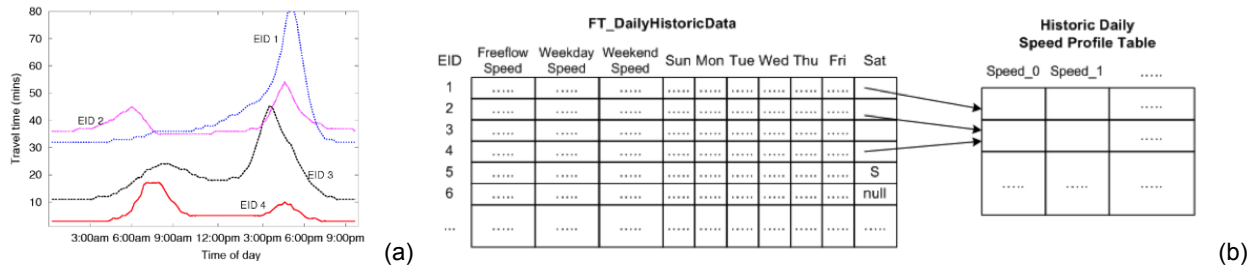 80
70
60
50
40
30
20
10
Travel time (mins)
EID 1
EID 2
EID 3
EID 4
3:00am 6:00am 9:00am 12:00pm 3:00pm 6:00pm 9:00pm
Time of day
(a)
FT_DailyHistoricData
EID Freeflow Speed Weekday Speed Weekend Speed Sun Mon Tue Wed Thu Fri Sat
1 ..... ..... ..... ..... ..... ..... ..... ..... .....
2 ..... ..... ..... ..... ..... ..... ..... ..... .....
3 ..... ..... ..... ..... ..... ..... ..... ..... .....
4 ..... ..... ..... ..... ..... ..... ..... ..... .....
5 ..... ..... ..... ..... ..... ..... ..... ..... ..... S
6 ..... ..... ..... ..... ..... ..... ..... ..... ..... null
... ..... ..... ..... ..... ..... ..... ..... ..... ..... .....
Historic Daily
Speed Profile Table
Speed_0 Speed_1 .....
.....
.....
..... ..... .....
(b)